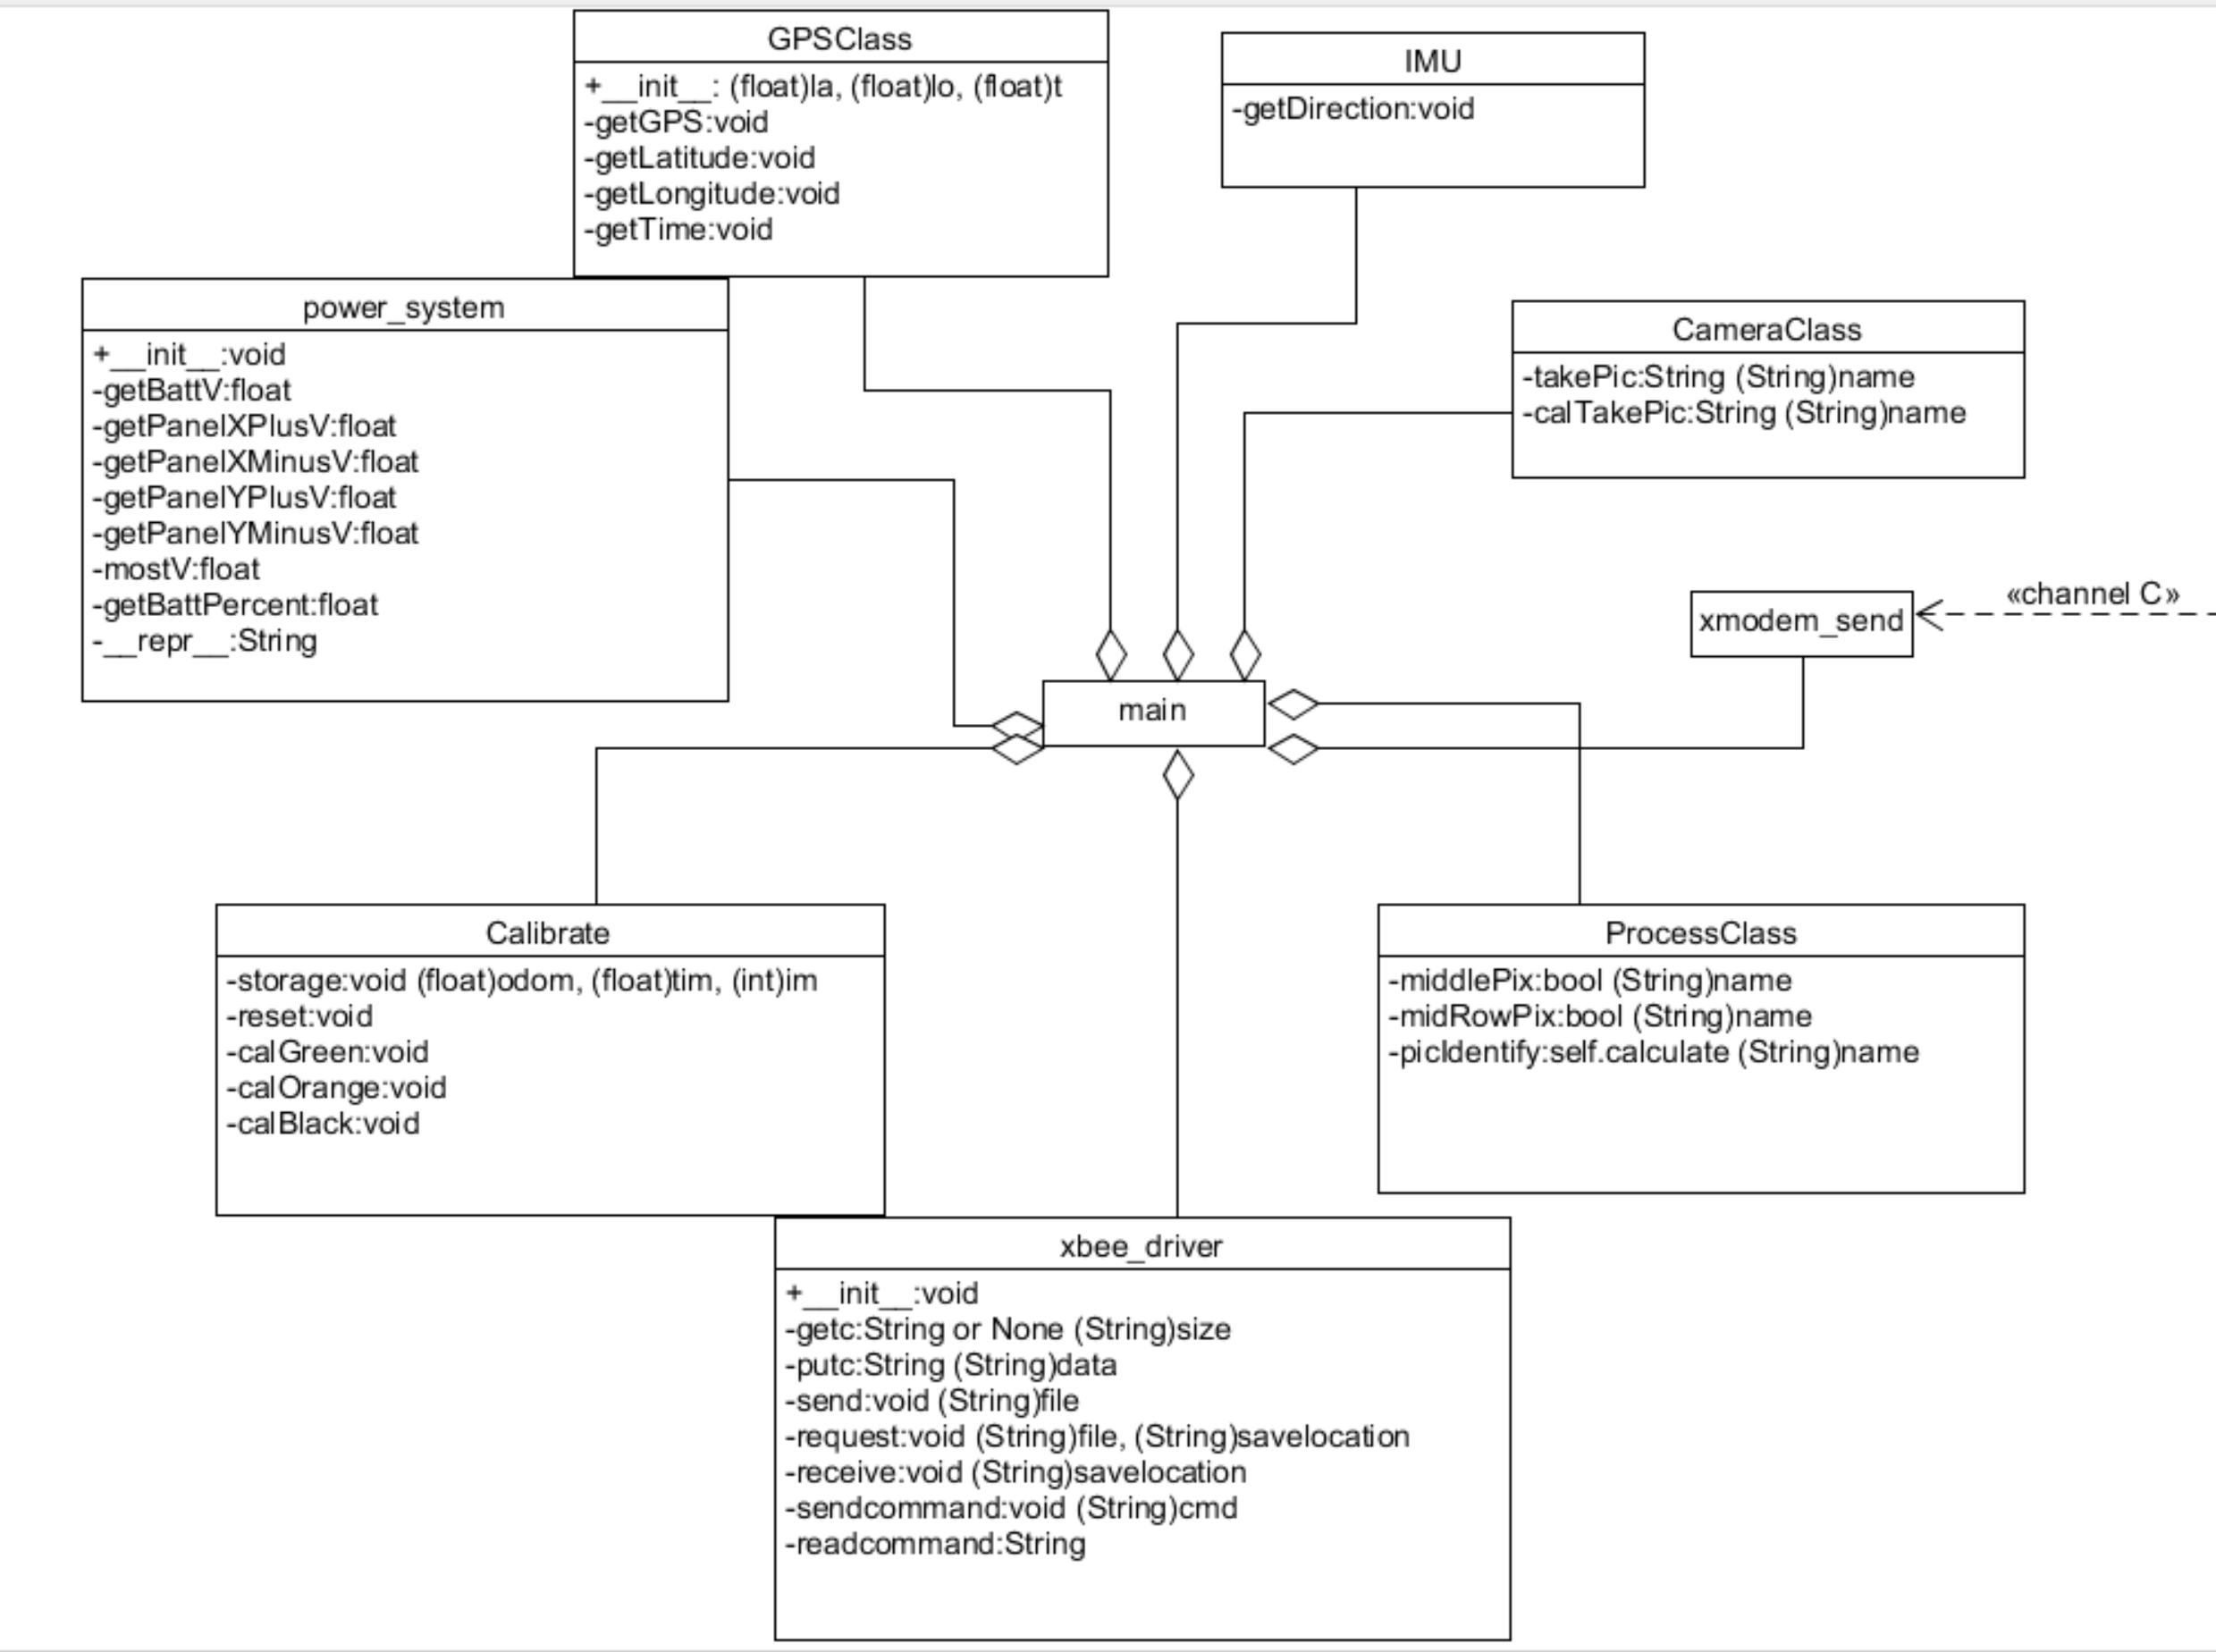 GPSClass
+__init__: (float)la, (float)lo, (float)t
-getGPS:void
-getLatitude:void
-getLongitude:void
-getTime:void
IMU
-getDirection:void
power_system
+__init__:void
-getBattV:float
-getPanelXPlusV:float
-getPanelXMinusV:float
-getPanelYPlusV:float
-getPanelYMinusV:float
-mostV:float
-getBattPercent:float
-__repr__:String
CameraClass
-takePic:String (String)name
-calTakePic:String (String)name
xmodem_send
«channel C»
main
Calibrate
-storage:void (float)odom, (float)tim, (int)im
-reset:void
-calGreen:void
-calOrange:void
-calBlack:void
ProcessClass
-middlePix:bool (String)name
-midRowPix:bool (String)name
-picIdentify:self.calculate (String)name
xbee_driver
+__init__:void
-getc:String or None (String)size
-putc:String (String)data
-send:void (String)file
-request:void (String)file, (String)savelocation
-receive:void (String)savelocation
-sendcommand:void (String)cmd
-readcommand:String